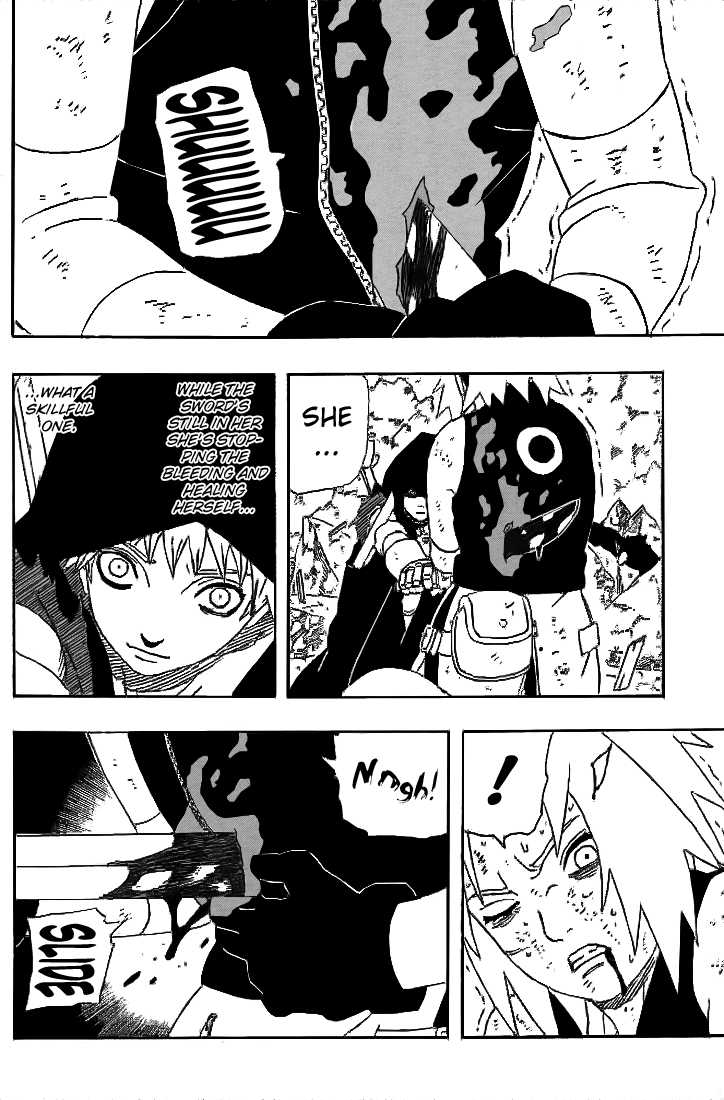 SHUUUUU
SHE
...
WHILE THE
SWORD'S
STILL IN HER
SHE'S STOP-
PING THE
BLEEDING AND
HEALING
HERSELF...
...WHAT A
SKILLFUL
ONE.
!
Nngh!
SLIDE